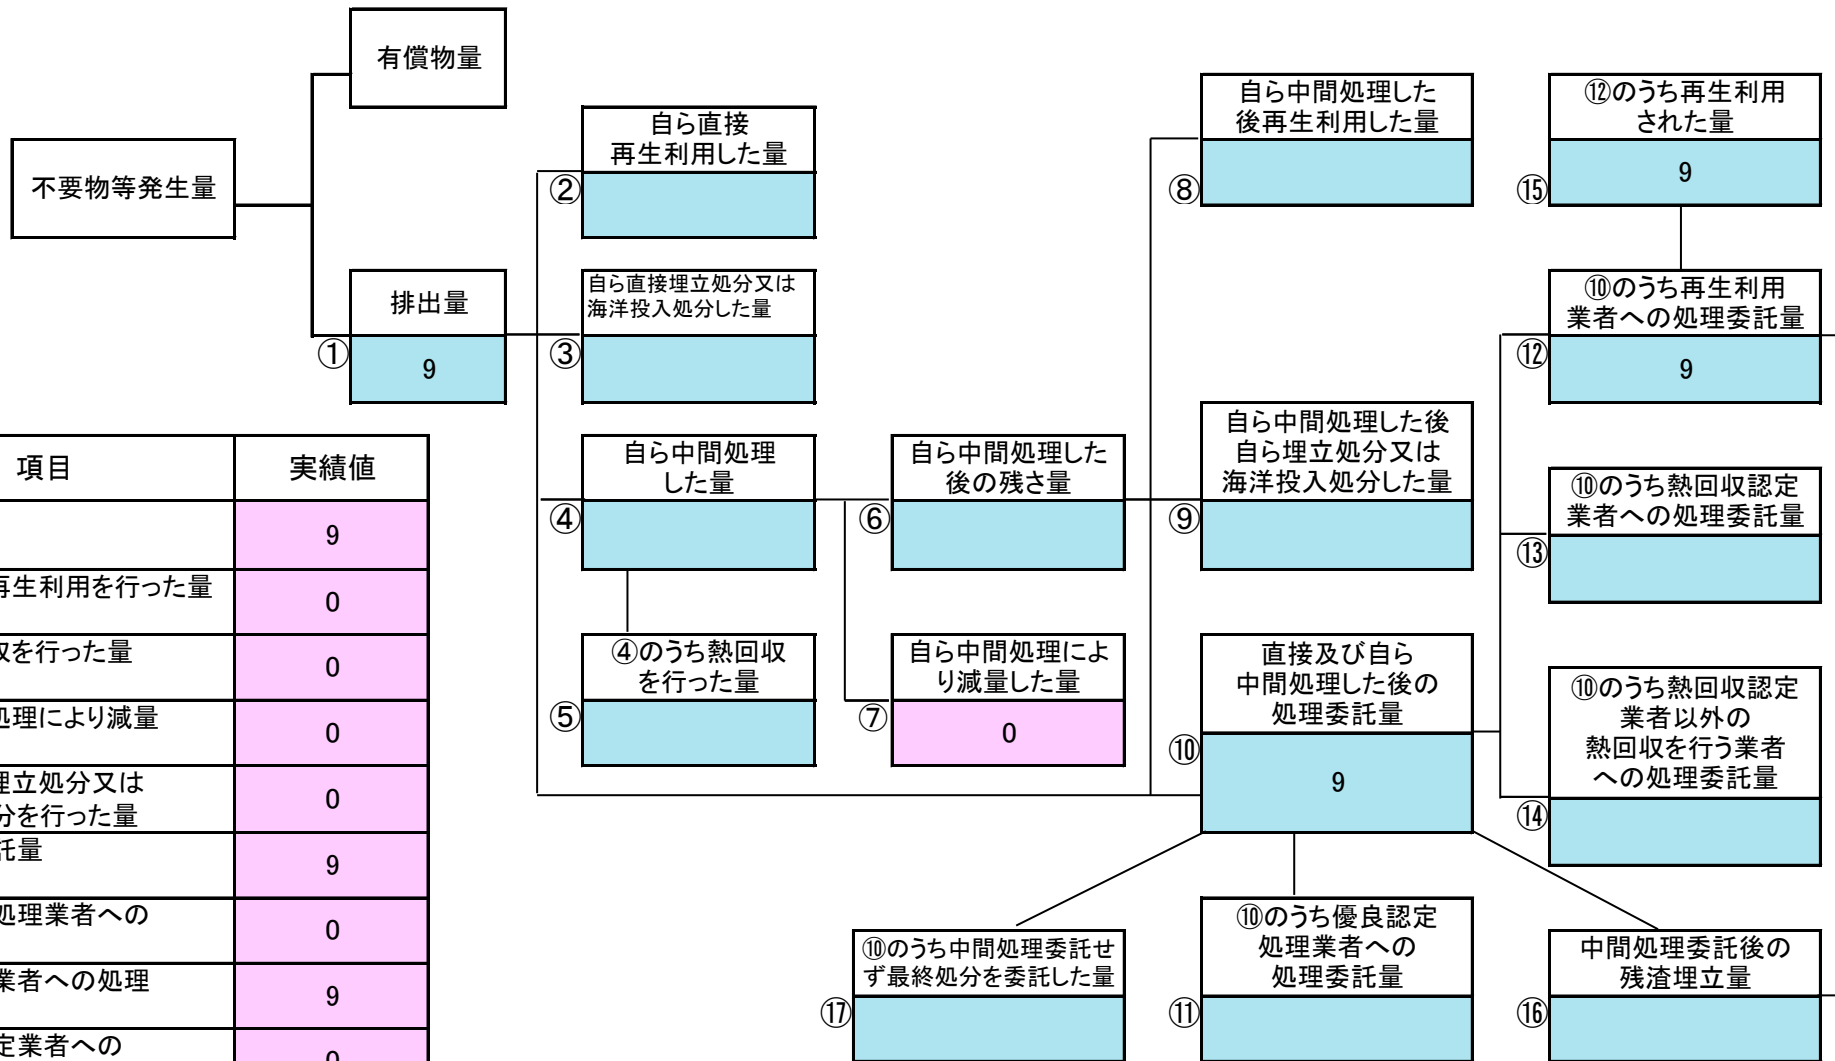 有償物量
不要物等発生量
排出量
①
9
自ら直接
再生利用した量
②
自ら直接埋立処分又は
海洋投入処分した量
③
自ら中間処理
した量
④
④のうち熱回収
を行った量
⑤
自ら中間処理した
後の残さ量
⑥
自ら中間処理によ
り減量した量
⑦
0
自ら中間処理した
後再生利用した量
⑧
自ら中間処理した後
自ら埋立処分又は
海洋投入処分した量
⑨
直接及び自ら
中間処理した後の
処理委託量
⑩
9
⑫のうち再生利用
された量
⑮
9
⑩のうち再生利用
業者への処理委託量
⑫
9
⑩のうち熱回収認定
業者への処理委託量
⑬
⑩のうち熱回収認定
業者以外の
熱回収を行う業者
への処理委託量
⑭
⑩のうち中間処理委託せ
ず最終処分を委託した量
⑰
⑩のうち優良認定
処理業者への
処理委託量
⑪
中間処理委託後の
残渣埋立量
⑯
項目
実績値
9
再生利用を行った量
0
を行った量
0
処理により減量
0
埋立処分又は
分を行った量
0
託量
9
処理業者への
0
業者への処理
9
定業者への
0